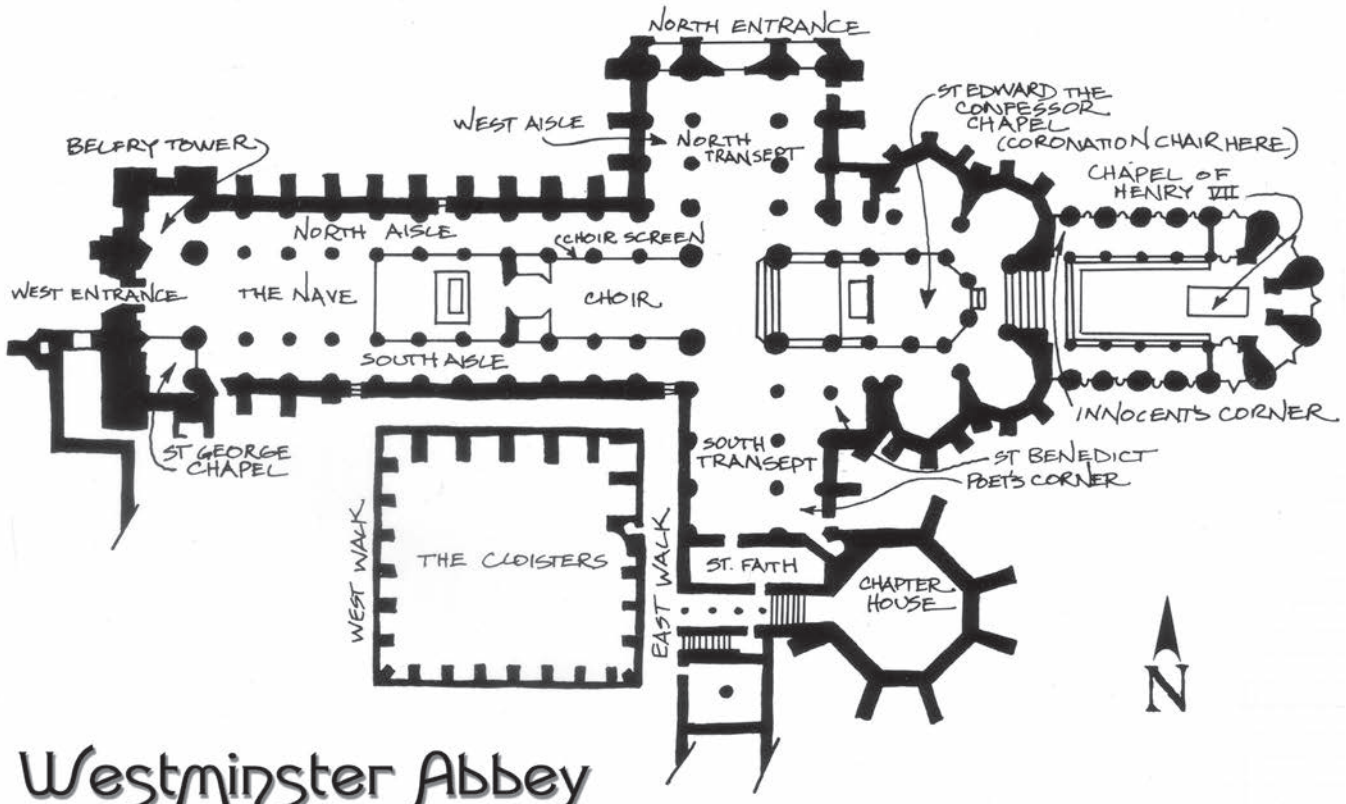 NORTH ENTRANCE
WEST AISLE
NORTH
TRANSEPT
ST EDWARD THE
CONFESSOR
CHAPEL
(CORONATION CHAIR HERE)
BELFRY TOWER
CHAPEL OF
HENRY VII
NORTH AISLE
CHOIR SCREEN
WEST ENTRANCE
THE NAVE
CHOIR
SOUTH AISLE
INNOCENT'S CORNER
ST GEORGE
CHAPEL
SOUTH
TRANSEPT
ST BENEDICT
POET'S CORNER
WEST WALK
THE CLOISTERS
EAST WALK
ST. FAITH
CHAPTER
HOUSE
N
Westminster Abbey